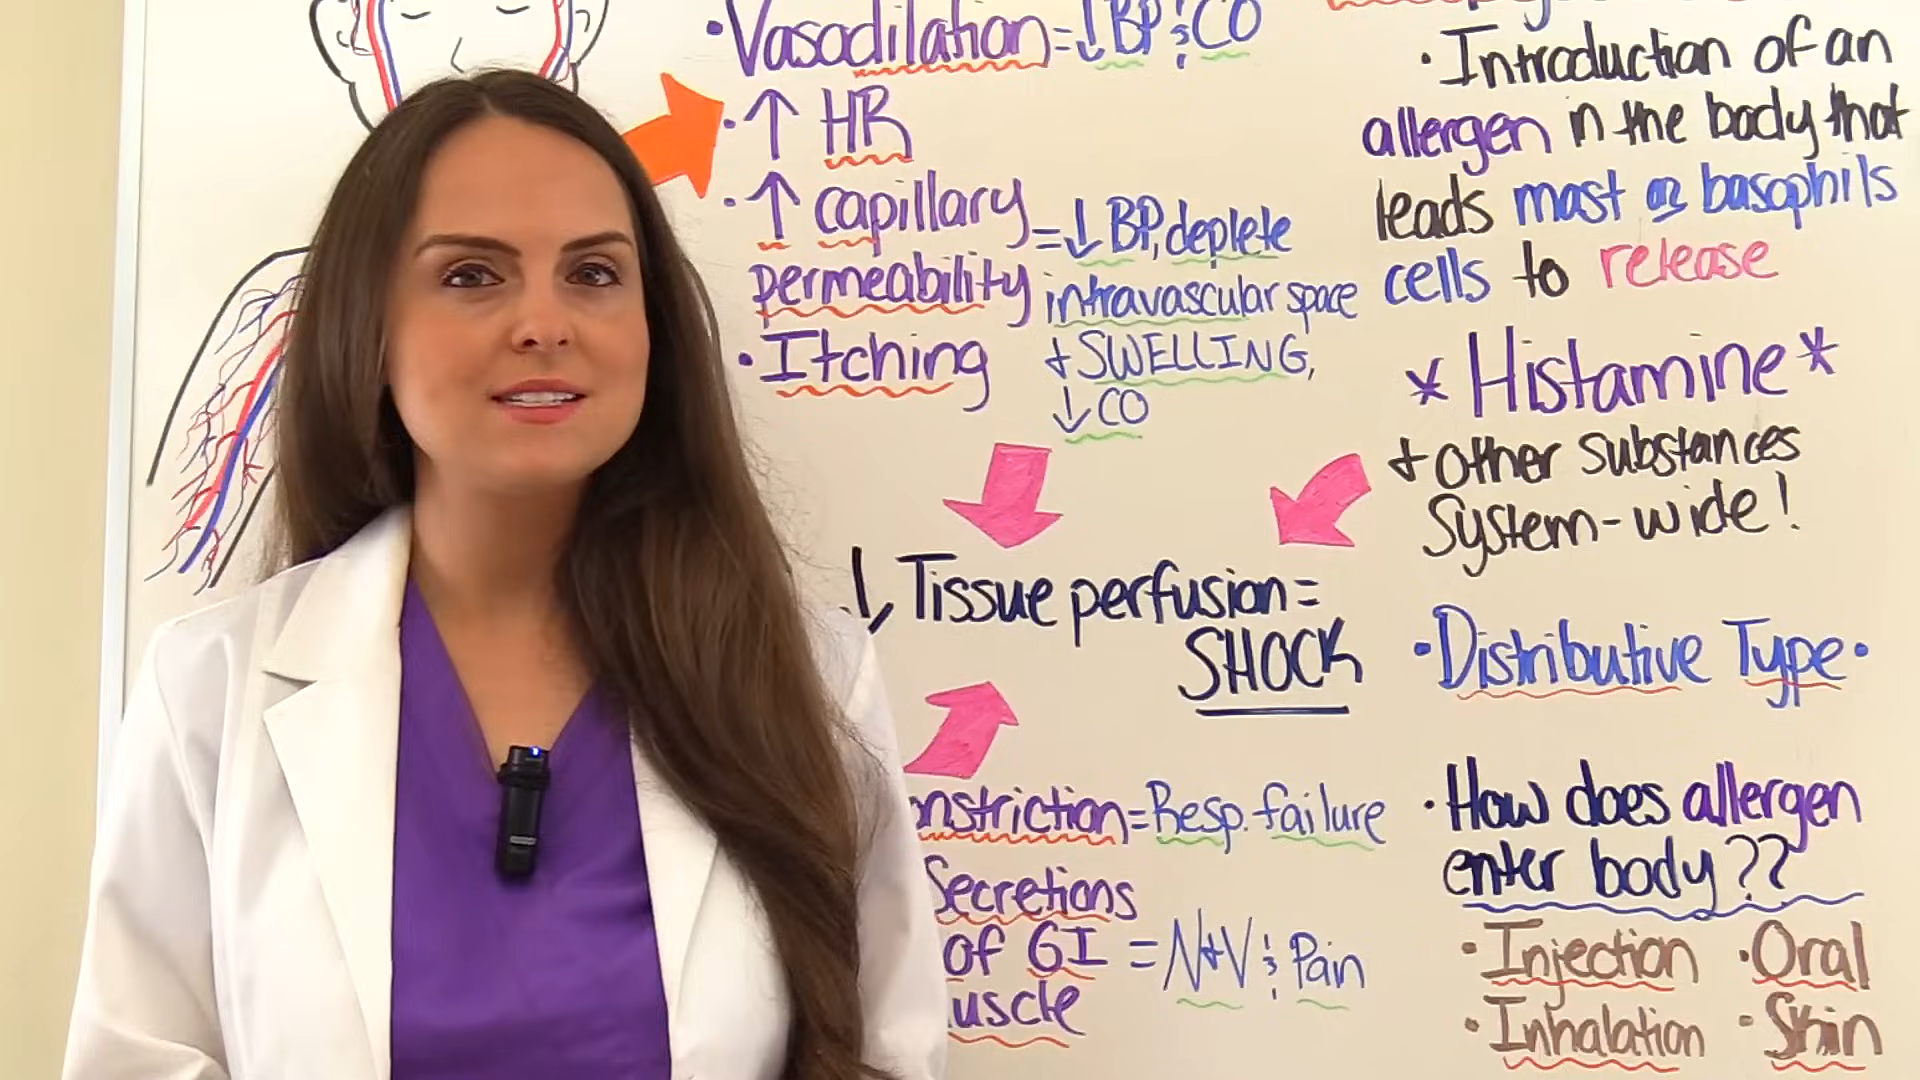 • Vasodilation = ↓ BP & CO
• ↑ HR
• ↑ capillary
permeability
= ↓ BP, deplete
intravascular space
+ SWELLING,
↓ CO
• Itching
↓ Tissue perfusion =
SHOCK
nstriction = Resp. failure
Secretions
of GI
uscle
= N+V & Pain
• Introduction of an
allergen in the body that
leads mast or basophils
cells to release
* Histamine *
+ other substances
System-wide!
• Distributive Type •
• How does allergen
enter body??
• Injection • Oral
• Inhalation • Skin